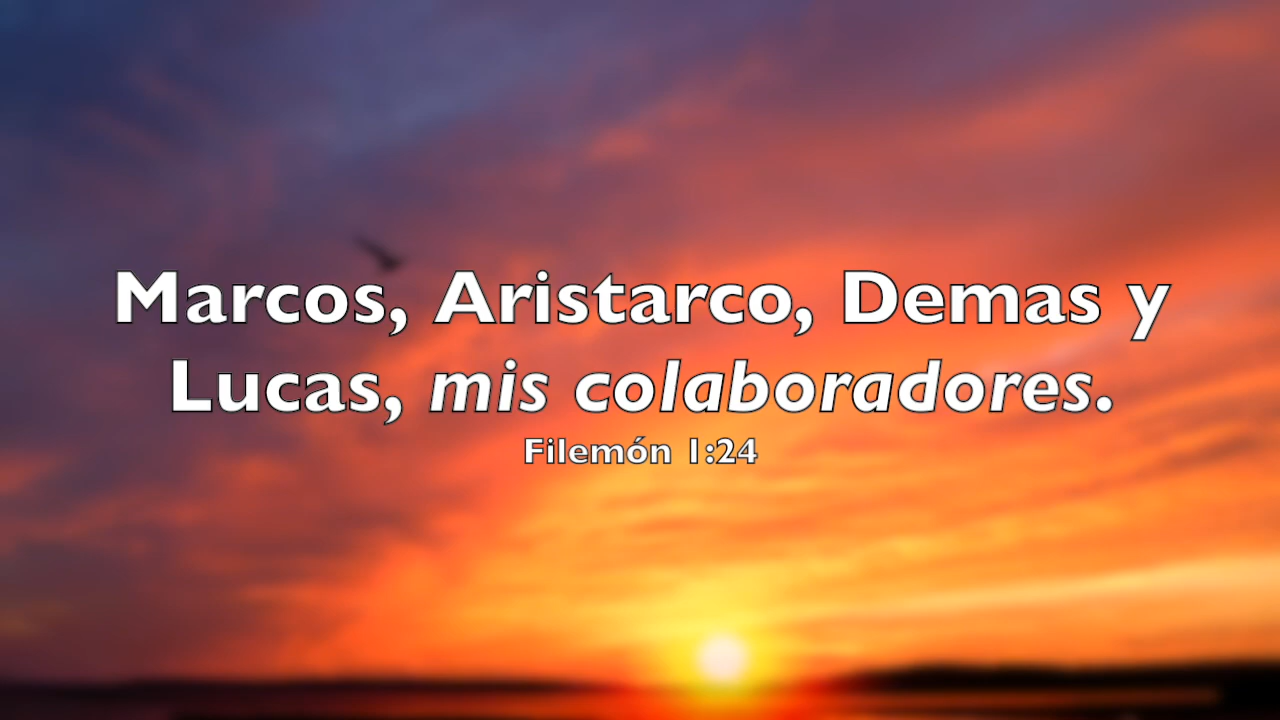 Marcos, Aristarco, Demas y
Lucas, mis colaboradores.
Filemón 1:24